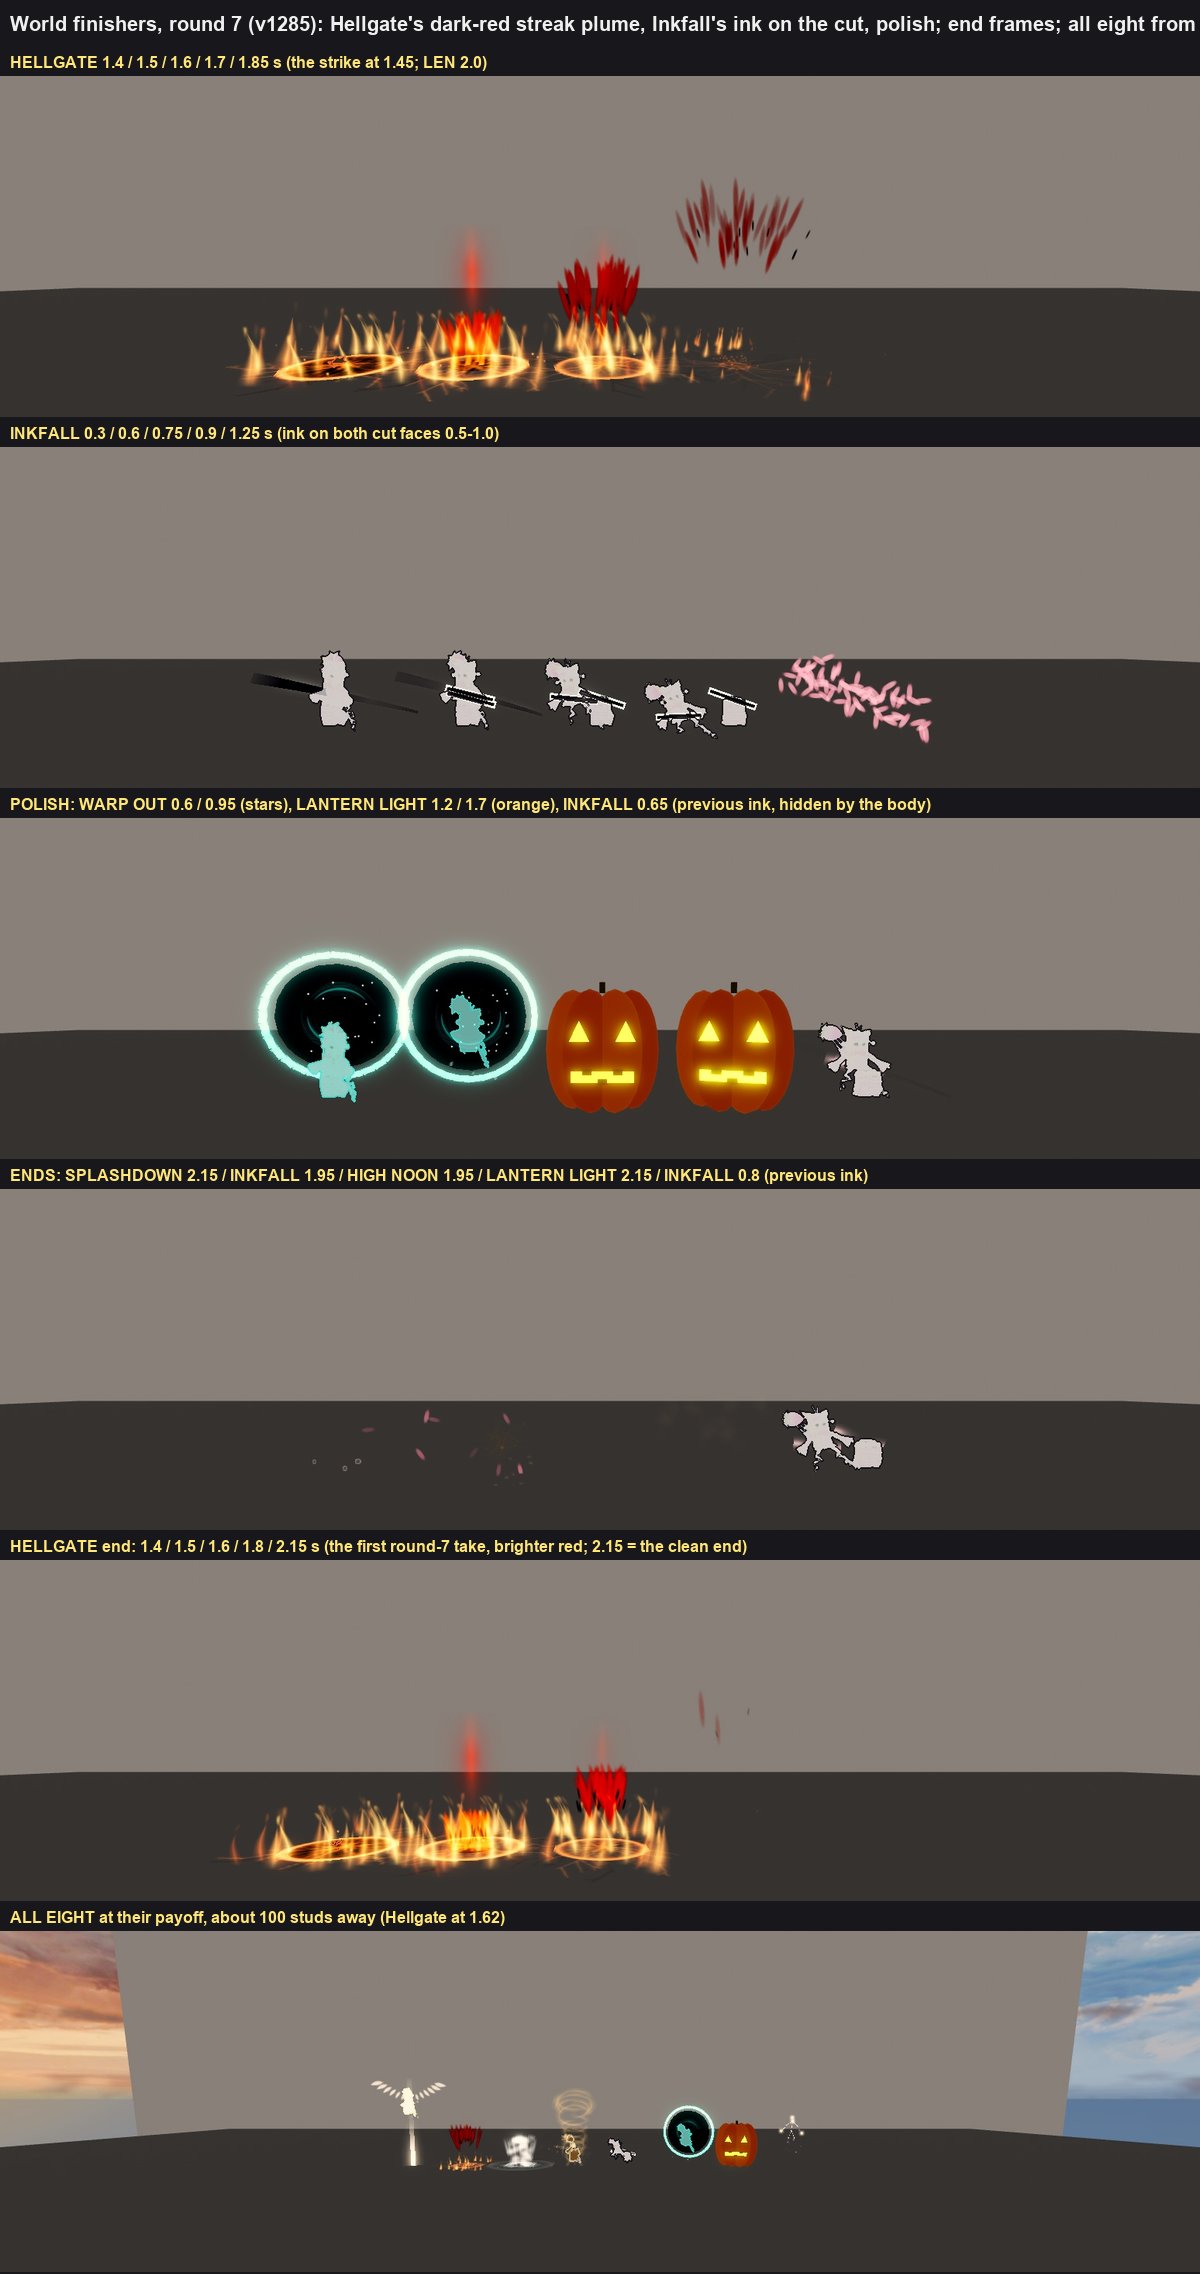 World finishers, round 7 (v1285): Hellgate's dark-red streak plume, Inkfall's ink on the cut, polish; end frames; all eight from
HELLGATE 1.4 / 1.5 / 1.6 / 1.7 / 1.85 s (the strike at 1.45; LEN 2.0)
INKFALL 0.3 / 0.6 / 0.75 / 0.9 / 1.25 s (ink on both cut faces 0.5-1.0)
POLISH: WARP OUT 0.6 / 0.95 (stars), LANTERN LIGHT 1.2 / 1.7 (orange), INKFALL 0.65 (previous ink, hidden by the body)
ENDS: SPLASHDOWN 2.15 / INKFALL 1.95 / HIGH NOON 1.95 / LANTERN LIGHT 2.15 / INKFALL 0.8 (previous ink)
HELLGATE end: 1.4 / 1.5 / 1.6 / 1.8 / 2.15 s (the first round-7 take, brighter red; 2.15 = the clean end)
ALL EIGHT at their payoff, about 100 studs away (Hellgate at 1.62)